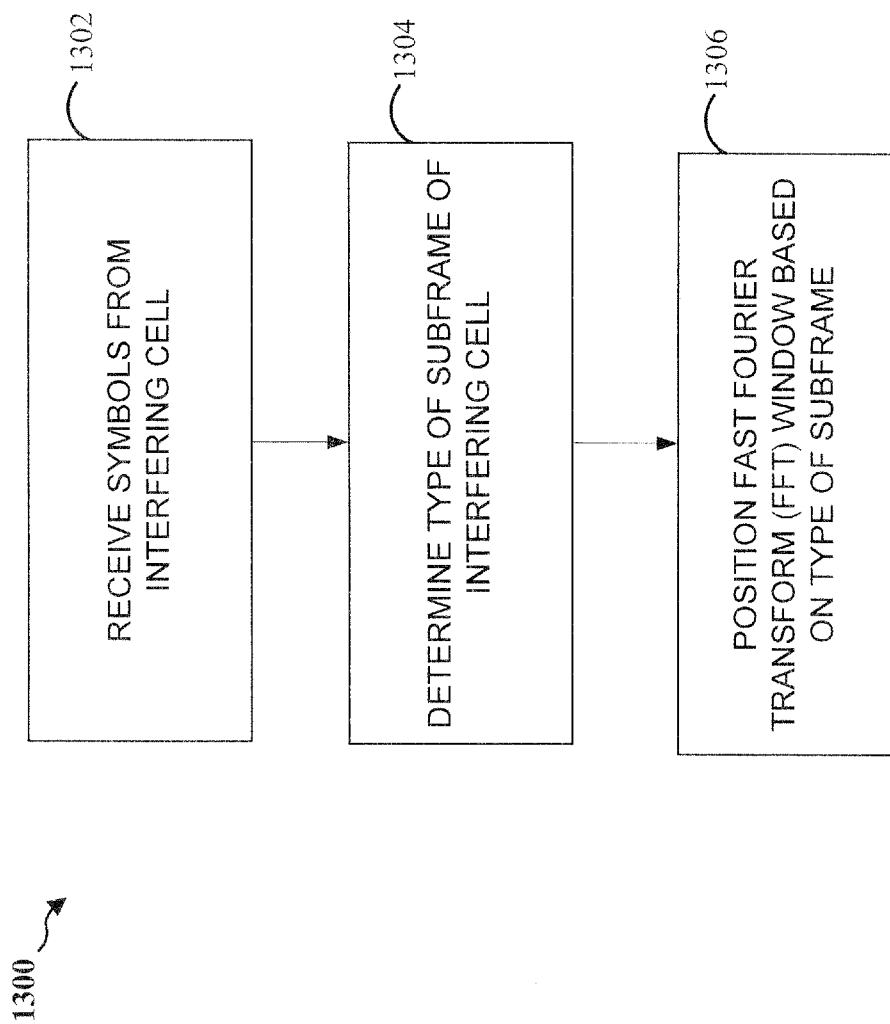 1300
1302
RECEIVE SYMBOLS FROM
INTERFERING CELL
1304
DETERMINE TYPE OF SUBFRAME OF
INTERFERING CELL
1306
POSITION FAST FOURIER
TRANSFORM (FFT) WINDOW BASED
ON TYPE OF SUBFRAME